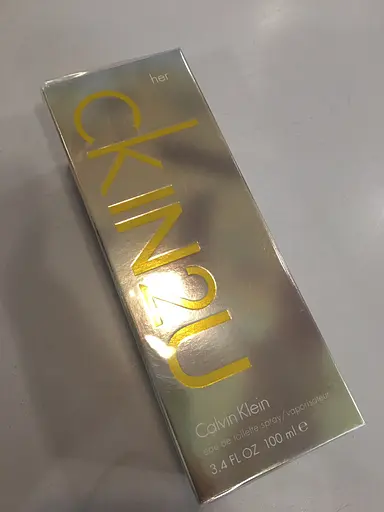 her
cKIN2U
Calvin Klein
eau de toilette spray/vaporisateur
3.4 FL OZ 100 ml ℮